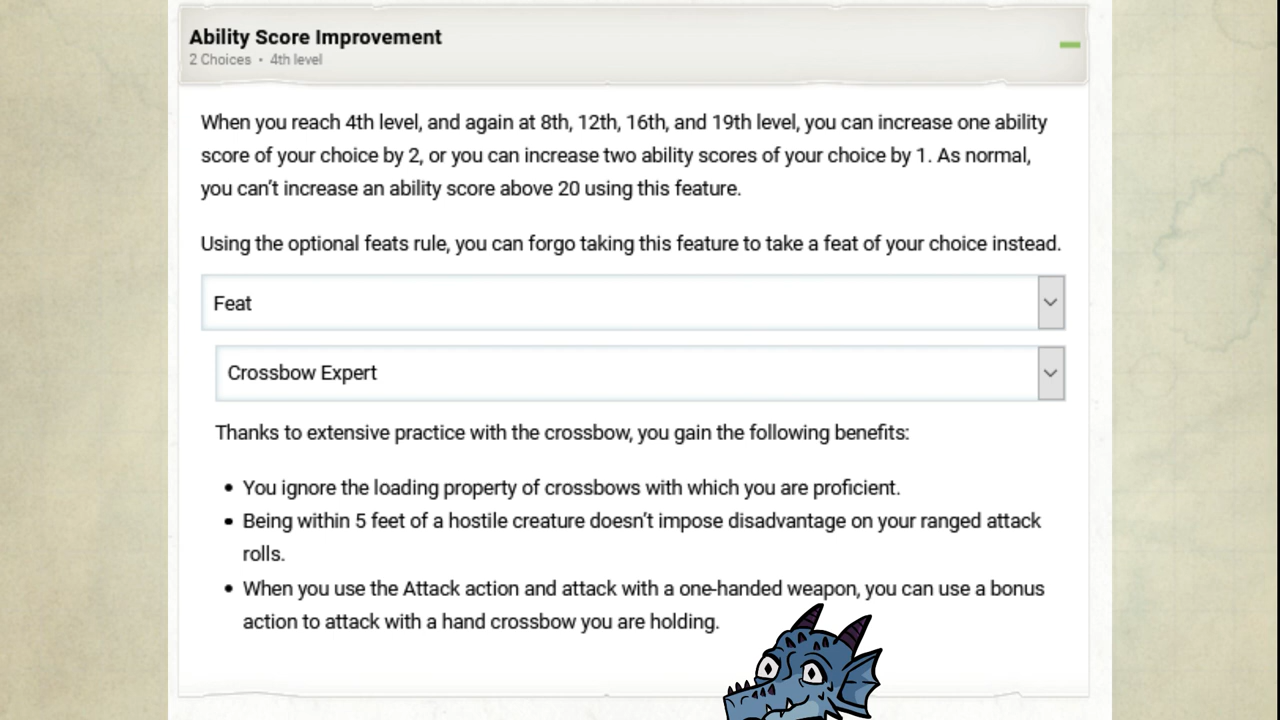 Ability Score Improvement
2 Choices • 4th level
When you reach 4th level, and again at 8th, 12th, 16th, and 19th level, you can increase one ability
score of your choice by 2, or you can increase two ability scores of your choice by 1. As normal,
you can’t increase an ability score above 20 using this feature.
Using the optional feats rule, you can forgo taking this feature to take a feat of your choice instead.
Feat
Crossbow Expert
Thanks to extensive practice with the crossbow, you gain the following benefits:
• You ignore the loading property of crossbows with which you are proficient.
• Being within 5 feet of a hostile creature doesn’t impose disadvantage on your ranged attack
rolls.
• When you use the Attack action and attack with a one-handed weapon, you can use a bonus
action to attack with a hand crossbow you are holding.